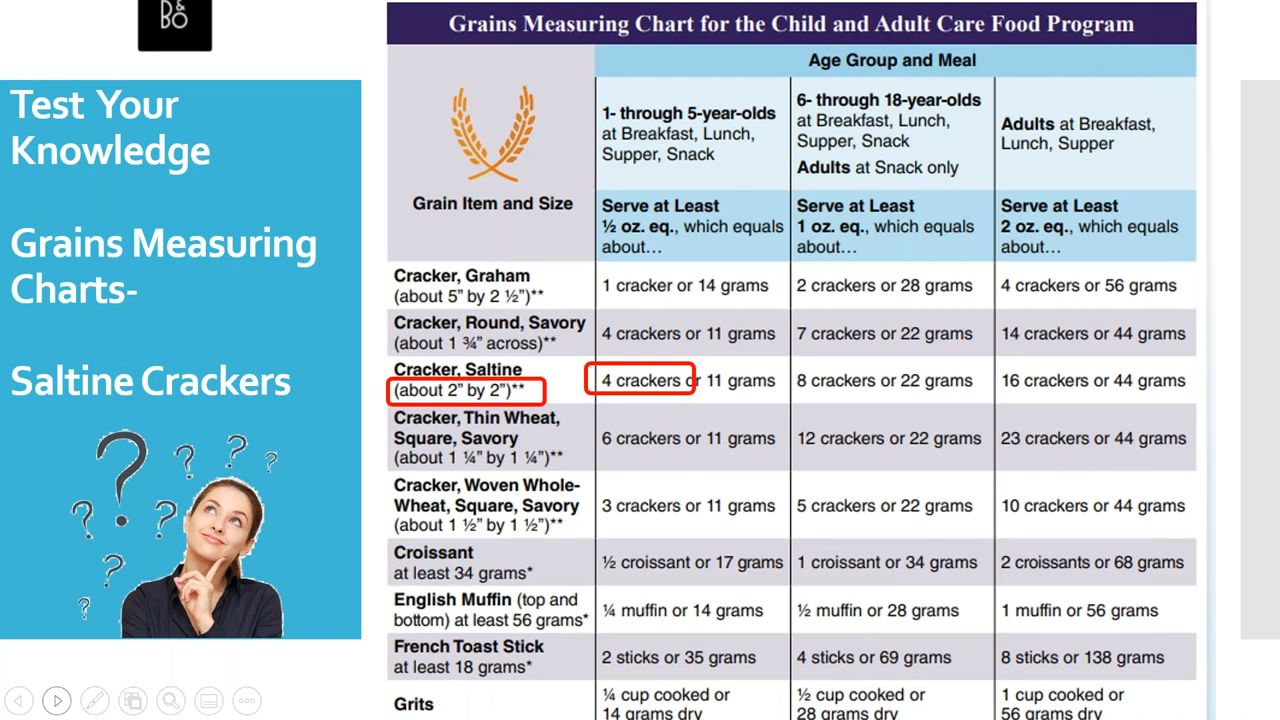 B&
BO
Test Your
Knowledge
Grains Measuring
Charts-
Saltine Crackers
Grains Measuring Chart for the Child and Adult Care Food Program
Age Group and Meal
Grain Item and Size
1- through 5-year-olds
at Breakfast, Lunch,
Supper, Snack
6- through 18-year-olds
at Breakfast, Lunch,
Supper, Snack
Adults at Snack only
Adults at Breakfast,
Lunch, Supper
Serve at Least
½ oz. eq., which equals
about…
Serve at Least
1 oz. eq., which equals
about…
Serve at Least
2 oz. eq., which equals
about…
Cracker, Graham
(about 5” by 2 ½”)**
1 cracker or 14 grams
2 crackers or 28 grams
4 crackers or 56 grams
Cracker, Round, Savory
(about 1 ¾” across)**
4 crackers or 11 grams
7 crackers or 22 grams
14 crackers or 44 grams
Cracker, Saltine
(about 2” by 2”)**
4 crackers or 11 grams
8 crackers or 22 grams
16 crackers or 44 grams
Cracker, Thin Wheat,
Square, Savory
(about 1 ¼” by 1 ¼”)**
6 crackers or 11 grams
12 crackers or 22 grams
23 crackers or 44 grams
Cracker, Woven Whole-
Wheat, Square, Savory
(about 1 ½” by 1 ½”)**
3 crackers or 11 grams
5 crackers or 22 grams
10 crackers or 44 grams
Croissant
at least 34 grams*
½ croissant or 17 grams
1 croissant or 34 grams
2 croissants or 68 grams
English Muffin (top and
bottom) at least 56 grams*
¼ muffin or 14 grams
½ muffin or 28 grams
1 muffin or 56 grams
French Toast Stick
at least 18 grams*
2 sticks or 35 grams
4 sticks or 69 grams
8 sticks or 138 grams
Grits
¼ cup cooked or
14 grams dry
½ cup cooked or
28 grams dry
1 cup cooked or
56 grams dry